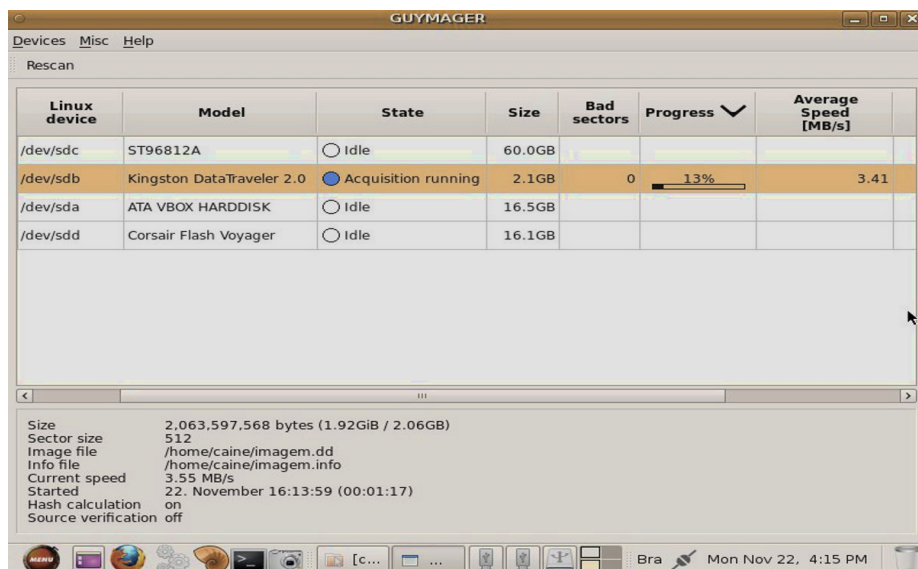 GUYMAGER
Devices Misc Help
Rescan
Linux device Model State Size Bad sectors Progress Average Speed [MB/s]
/dev/sdc ST96812A Idle 60.0GB
/dev/sdb Kingston DataTraveler 2.0 Acquisition running 2.1GB 0 13% 3.41
/dev/sda ATA VBOX HARDDISK Idle 16.5GB
/dev/sdd Corsair Flash Voyager Idle 16.1GB
Size 2,063,597,568 bytes (1.92GiB / 2.06GB)
Sector size 512
Image file /home/caine/imagem.dd
Info file /home/caine/imagem.info
Current speed 3.55 MB/s
Started 22. November 16:13:59 (00:01:17)
Hash calculation on
Source verification off
MENU [c... ... Bra Mon Nov 22, 4:15 PM